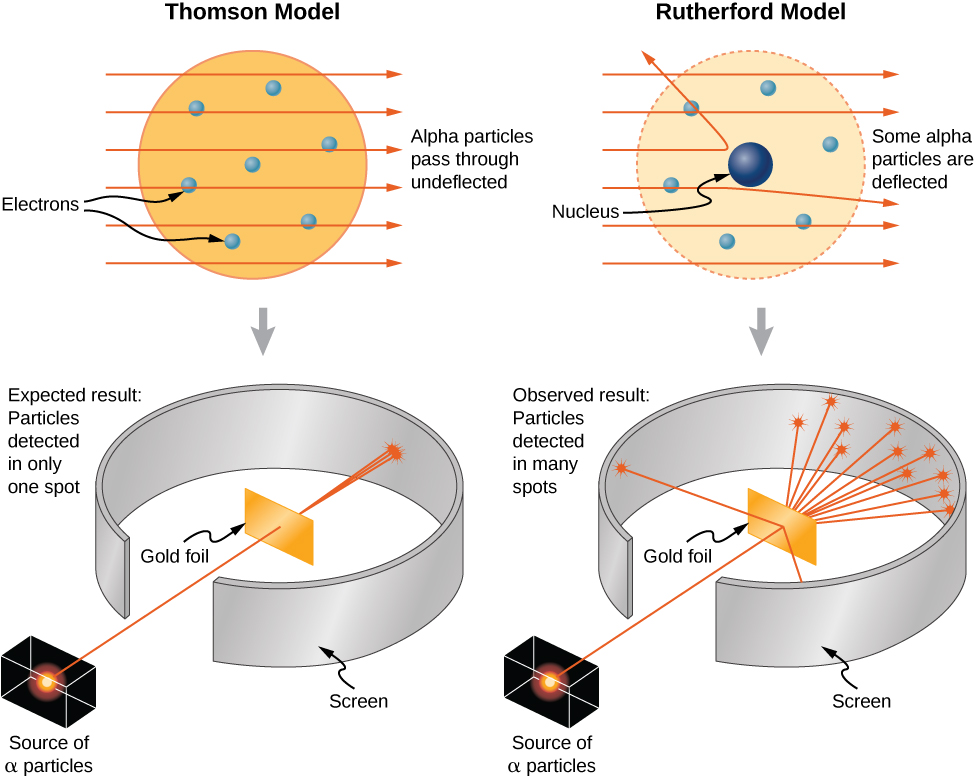 Thomson Model
Alpha particles
pass through
undeflected
Electrons
Expected result:
Particles
detected
in only
one spot
Gold foil
Screen
Source of
α particles
Rutherford Model
Some alpha
particles are
deflected
Nucleus
Observed result:
Particles
detected
in many
spots
Gold foil
Screen
Source of
α particles